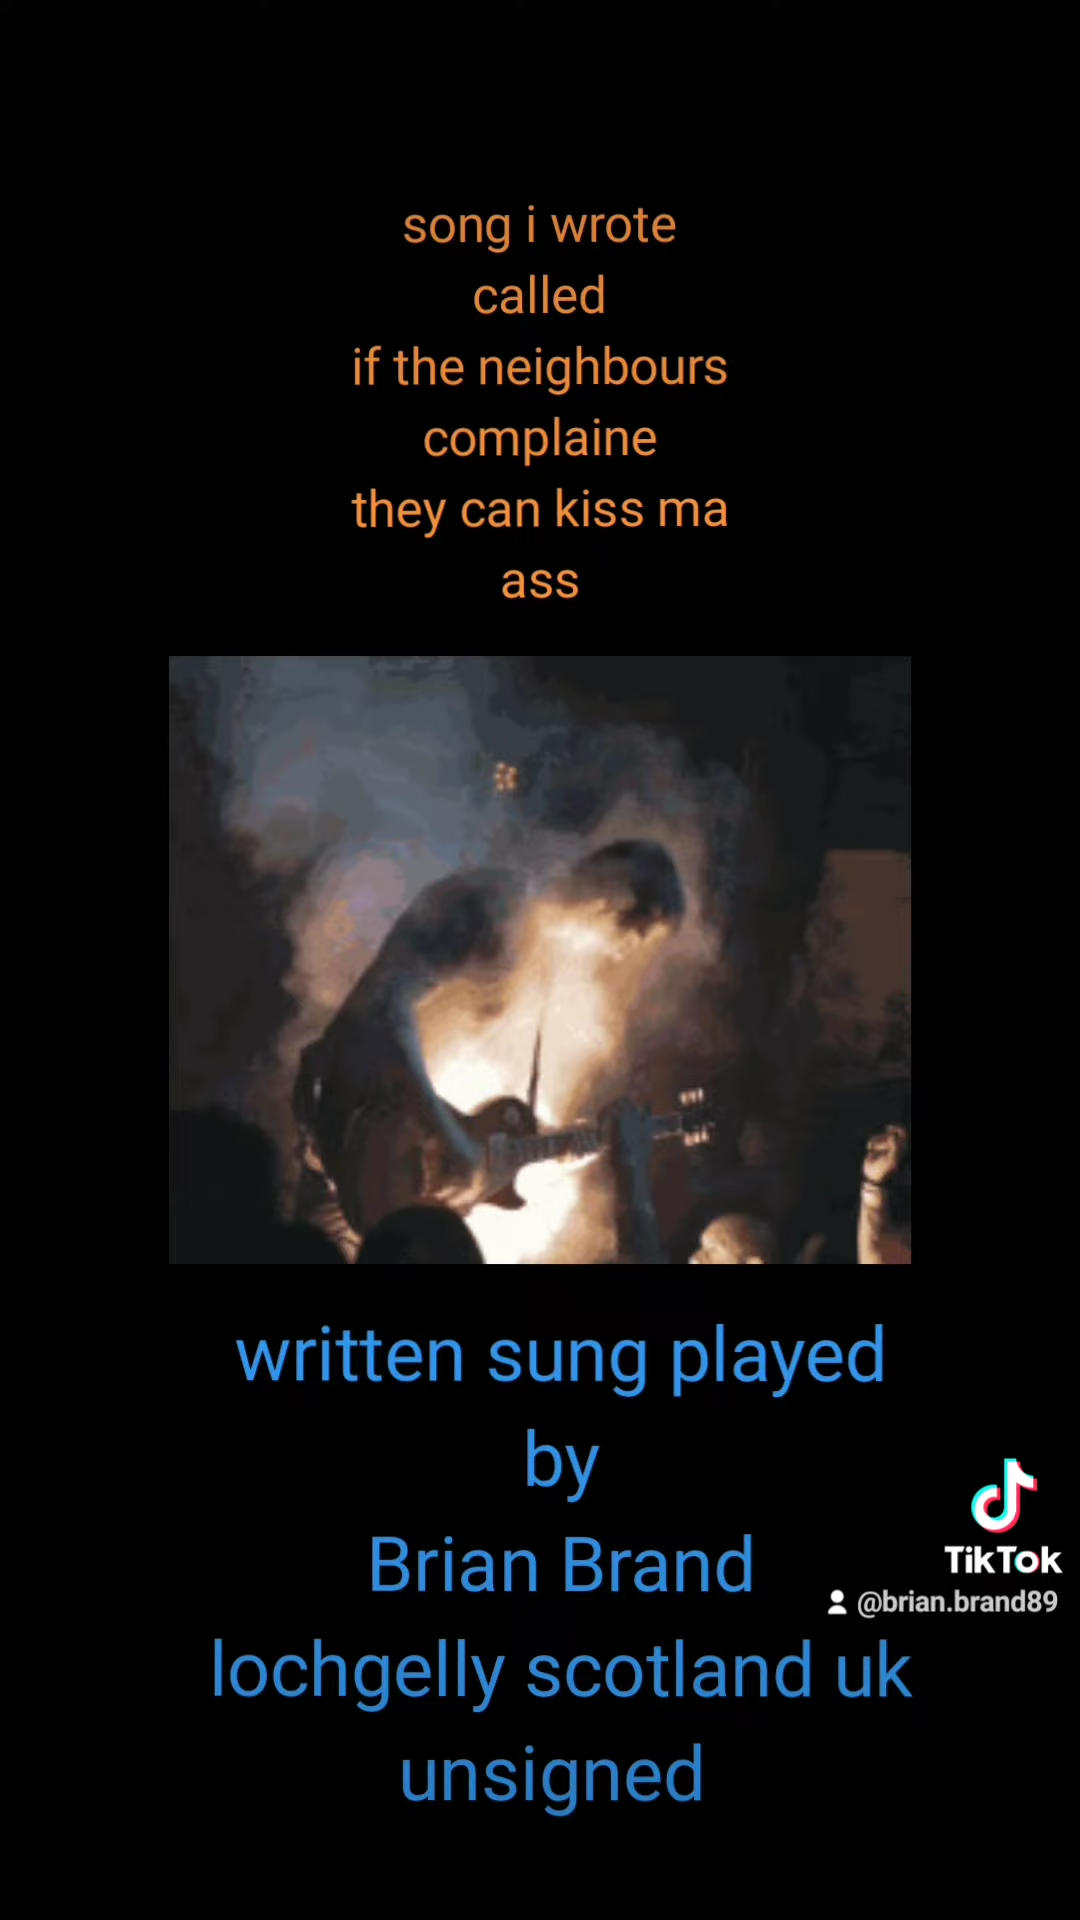 song i wrote
called
if the neighbours
complaine
they can kiss ma
ass
written sung played
by
Brian Brand
TikTok
@brian.brand89
lochgelly scotland uk
unsigned